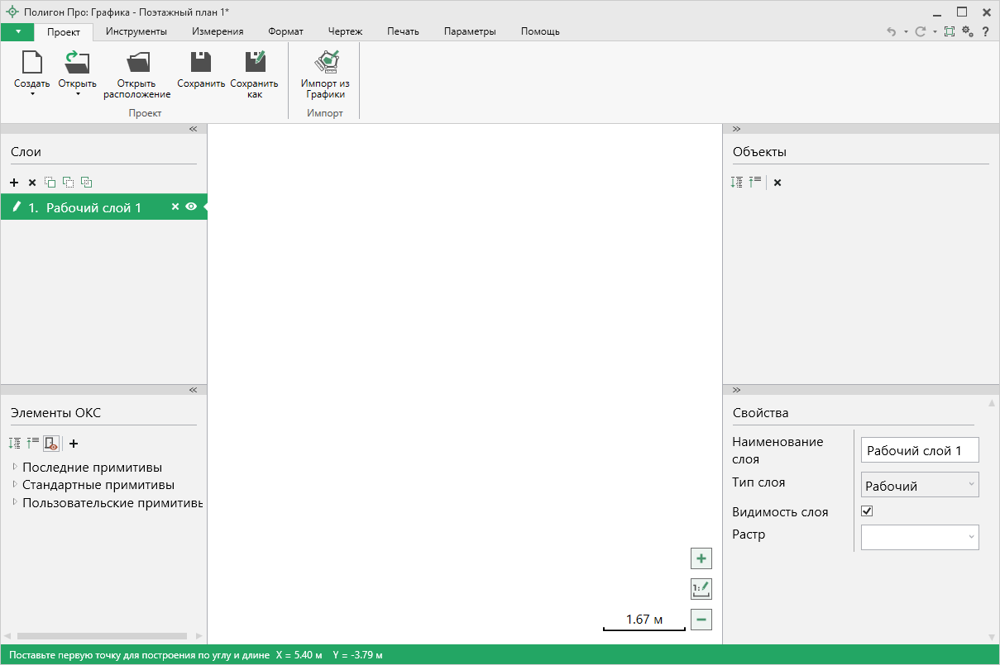 Полигон Про: Графика - Поэтажный план 1*
Проект Инструменты Измерения Формат Чертеж Печать Параметры Помощь
Создать Открыть Открыть расположение Сохранить Сохранить как Импорт из Графики
Проект Импорт
Слои
1. Рабочий слой 1
Элементы ОКС
Последние примитивы
Стандартные примитивы
Пользовательские примитивы
1.67 м
Объекты
Свойства
Наименование слоя Рабочий слой 1
Тип слоя Рабочий
Видимость слоя
Растр
Поставьте первую точку для построения по углу и длине X = 5.40 м Y = -3.79 м